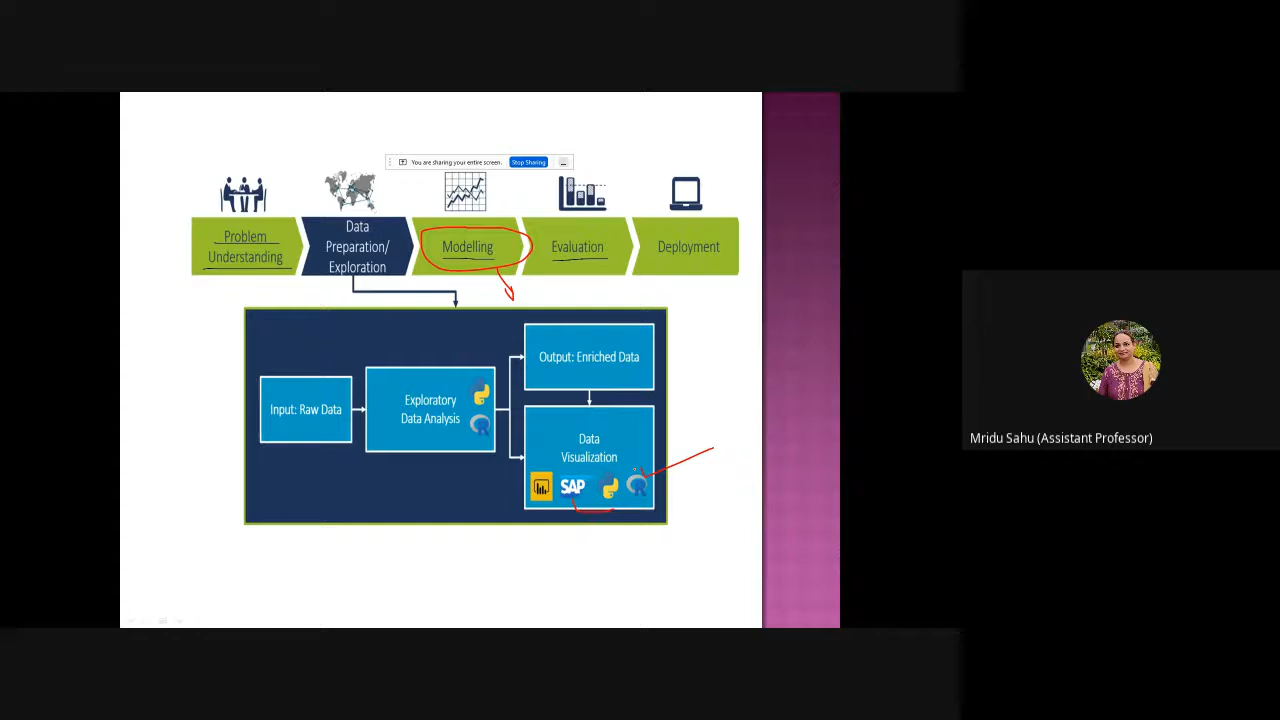 You are sharing your entire screen.
Stop Sharing
Problem
Understanding
Data
Preparation/
Exploration
Modelling
Evaluation
Deployment
Input: Raw Data
Exploratory
Data Analysis
R
Output: Enriched Data
Data
Visualization
SAP
R
Mridu Sahu (Assistant Professor)